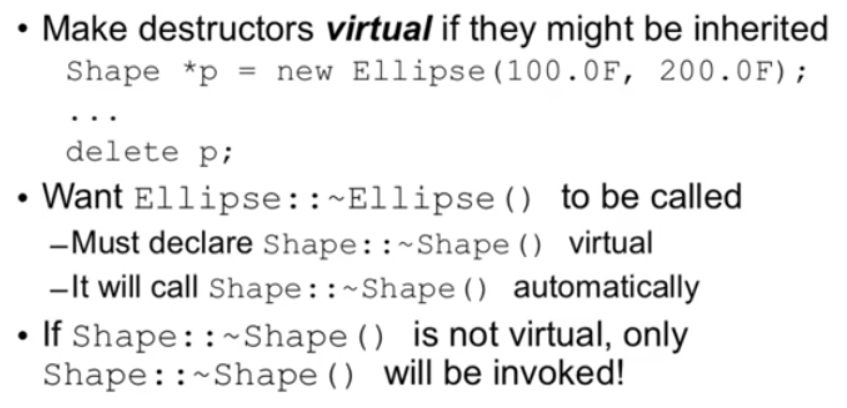 • Make destructors virtual if they might be inherited
Shape *p = new Ellipse(100.0F, 200.0F);
...
delete p;
• Want Ellipse::~Ellipse() to be called
–Must declare Shape::~Shape() virtual
–It will call Shape::~Shape() automatically
• If Shape::~Shape() is not virtual, only
Shape::~Shape() will be invoked!